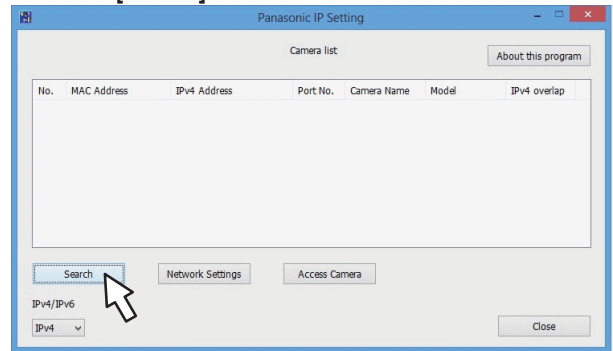 Panasonic IP Setting
Camera list
About this program
No. MAC Address IPv4 Address Port No. Camera Name Model IPv4 overlap
Search Network Settings Access Camera
IPv4/IPv6
IPv4 Close